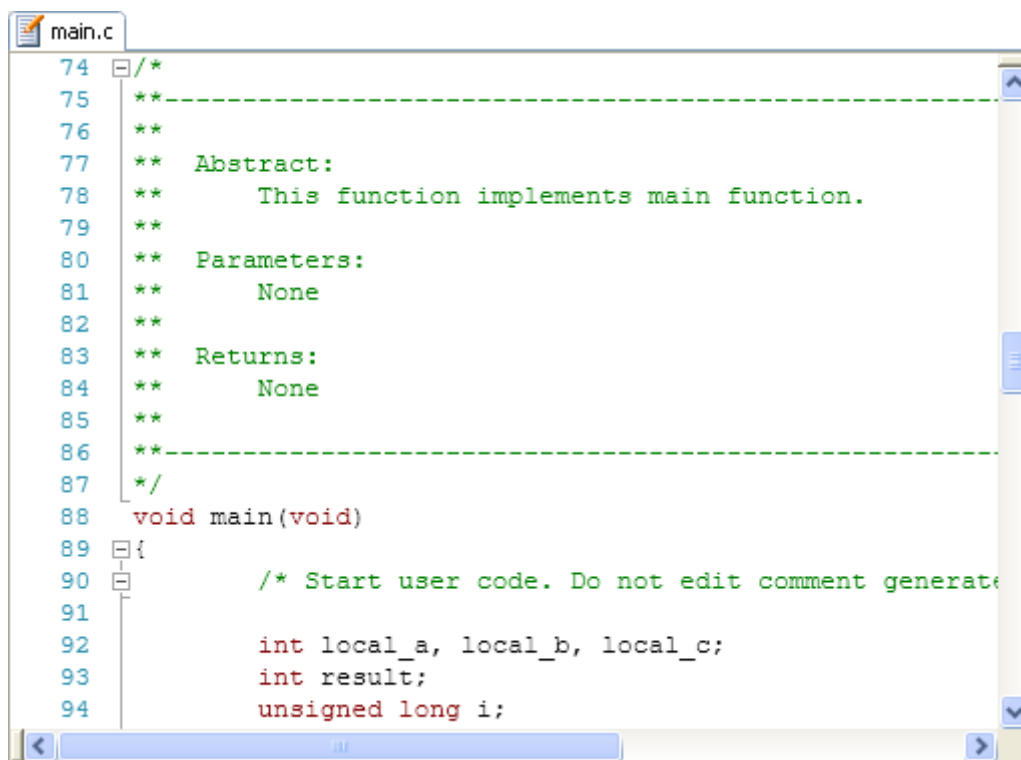 main.c
74 /*
75 **------------------------------------------------------
76 **
77 ** Abstract:
78 ** This function implements main function.
79 **
80 ** Parameters:
81 ** None
82 **
83 ** Returns:
84 ** None
85 **
86 **------------------------------------------------------
87 */
88 void main(void)
89 {
90 /* Start user code. Do not edit comment generate
91
92 int local_a, local_b, local_c;
93 int result;
94 unsigned long i;